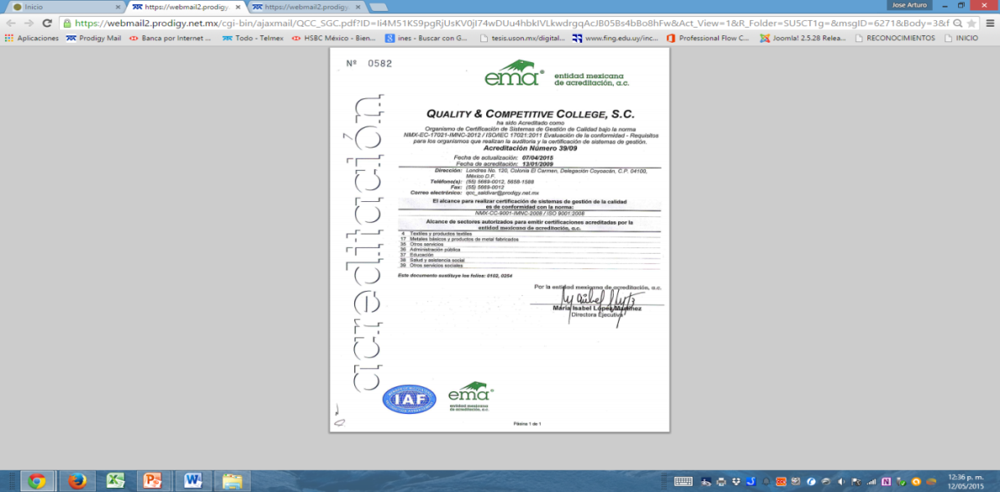 Inicio
https://webmail2.prodigy.
https://webmail2.prodigy.
Jose Arturo
https://webmail2.prodigy.net.mx/cgi-bin/ajaxmail/QCC_SGC.pdf?ID=
Aplicaciones
Prodigy Mail
Banca por Internet ...
Todo - Telmex
HSBC México - Bien...
ines - Buscar con G...
tesis.uson.mx/digital...
www.fing.edu.uy/inc...
Professional Flow C...
Joomla! 2.5.28 Relea...
RECONOCIMIENTOS
INICIO
Nº 0582
ema® entidad mexicana
de acreditación, a.c.
acreditación
QUALITY & COMPETITIVE COLLEGE, S.C.
ha sido Acreditado como
Organismo de Certificación de Sistemas de Gestión de Calidad bajo la norma
NMX-EC-17021-IMNC-2012 / ISO/IEC 17021:2011 Evaluación de la conformidad - Requisitos
para los organismos que realizan la auditoría y la certificación de sistemas de gestión.
Acreditación Número 39/09
Fecha de actualización: 07/04/2015
Fecha de acreditación: 13/01/2009
Dirección: Londres No. 120, Colonia El Carmen, Delegación Coyoacán, C.P. 04100,
México D.F.
Teléfono(s): (55) 5669-0012, 5658-1588
Fax: (55) 5669-0012
Correo electrónico: qcc_saldivar@prodigy.net.mx
El alcance para realizar certificación de sistemas de gestión de la calidad
es de conformidad con la norma:
NMX-CC-9001-IMNC-2008 / ISO 9001:2008
Alcance de sectores autorizados para emitir certificaciones acreditadas por la
entidad mexicana de acreditación, a.c.
4 Textiles y productos textiles
17 Metales básicos y productos de metal fabricados
35 Otros servicios
36 Administración pública
37 Educación
38 Salud y asistencia social
39 Otros servicios sociales
Este documento sustituye los folios: 0102, 0254
Por la entidad mexicana de acreditación, a.c.
María Isabel López Martínez
Directora Ejecutiva
IAF
ema®
entidad mexicana
de acreditación, a.c.
Página 1 de 1
12:36 p. m.
12/05/2015